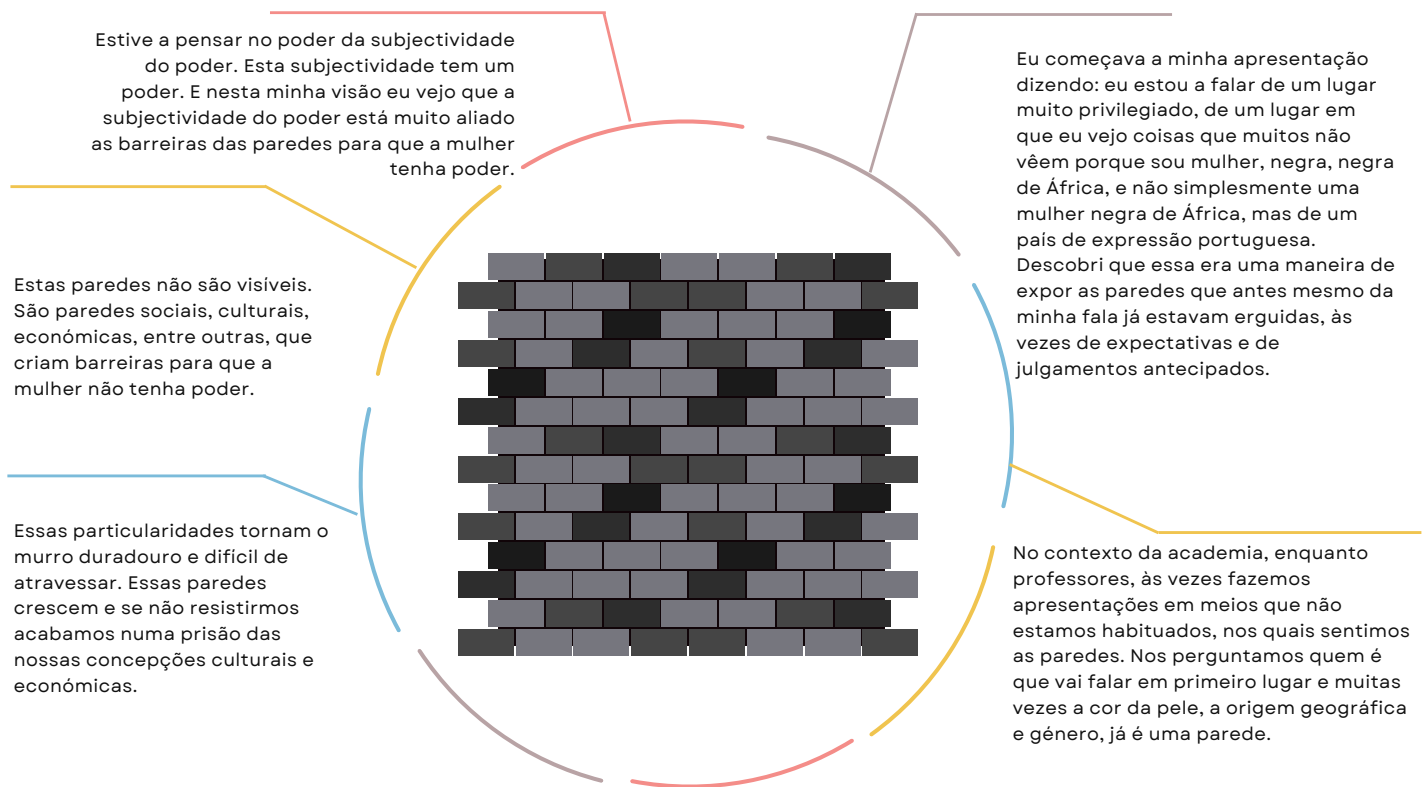 Estive a pensar no poder da subjectividade
do poder. Esta subjectividade tem um
poder. E nesta minha visão eu vejo que a
subjectividade do poder está muito aliado
as barreiras das paredes para que a mulher
tenha poder.
Estas paredes não são visíveis.
São paredes sociais, culturais,
económicas, entre outras, que
criam barreiras para que a
mulher não tenha poder.
Essas particularidades tornam o
murro duradouro e difícil de
atravessar. Essas paredes
crescem e se não resistirmos
acabamos numa prisão das
nossas concepções culturais e
económicas.
Eu começava a minha apresentação
dizendo: eu estou a falar de um lugar
muito privilegiado, de um lugar em
que eu vejo coisas que muitos não
vêem porque sou mulher, negra, negra
de África, e não simplesmente uma
mulher negra de África, mas de um
país de expressão portuguesa.
Descobri que essa era uma maneira de
expor as paredes que antes mesmo da
minha fala já estavam erguidas, às
vezes de expectativas e de
julgamentos antecipados.
No contexto da academia, enquanto
professores, às vezes fazemos
apresentações em meios que não
estamos habituados, nos quais sentimos
as paredes. Nos perguntamos quem é
que vai falar em primeiro lugar e muitas
vezes a cor da pele, a origem geográfica
e género, já é uma parede.